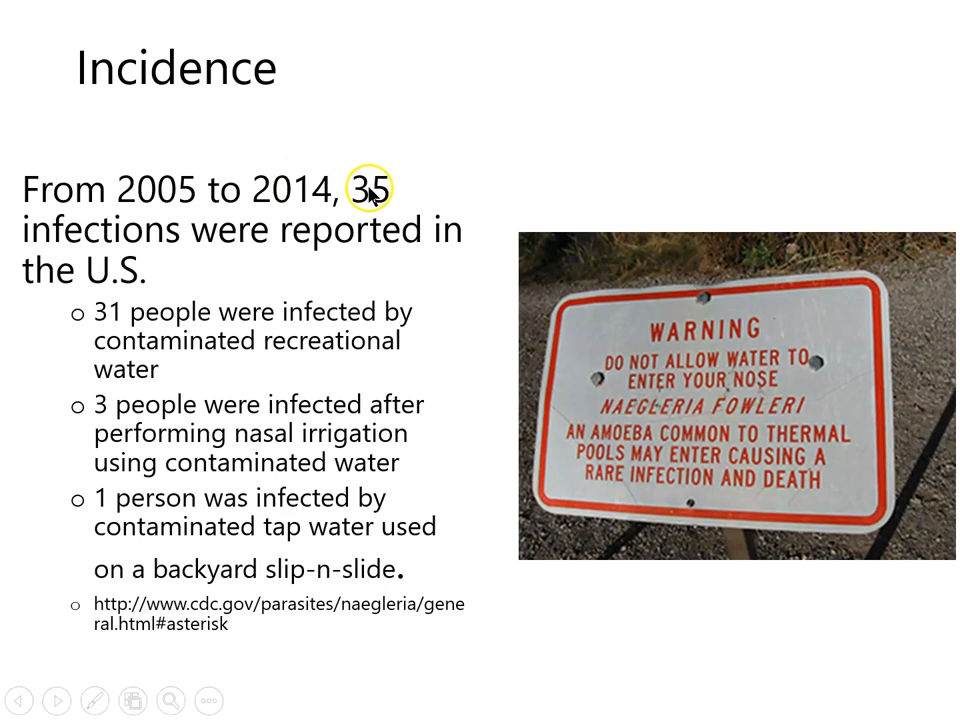 Incidence
From 2005 to 2014, 35
infections were reported in
the U.S.
o 31 people were infected by
contaminated recreational
water
o 3 people were infected after
performing nasal irrigation
using contaminated water
o 1 person was infected by
contaminated tap water used
on a backyard slip-n-slide.
o http://www.cdc.gov/parasites/naegleria/gene
ral.html#asterisk
WARNING
DO NOT ALLOW WATER TO
ENTER YOUR NOSE
NAEGLERIA FOWLERI
AN AMOEBA COMMON TO THERMAL
POOLS MAY ENTER CAUSING A
RARE INFECTION AND DEATH